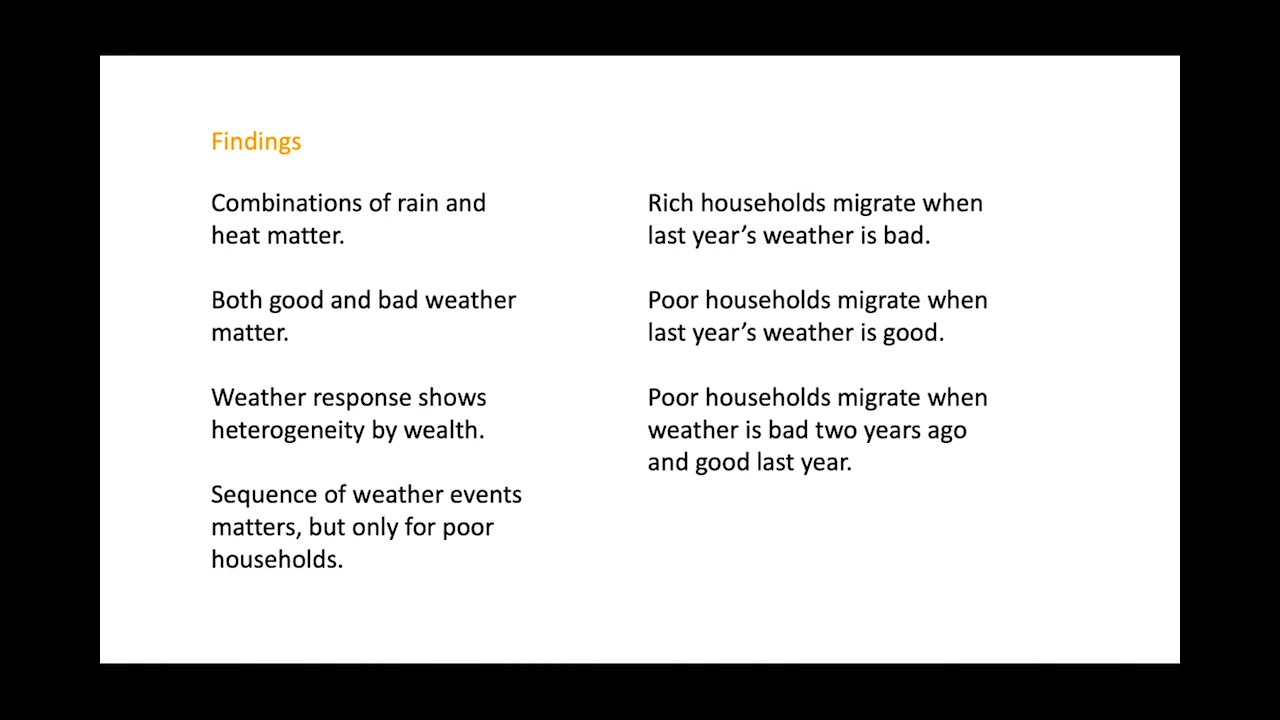 Findings
Combinations of rain and
heat matter.
Both good and bad weather
matter.
Weather response shows
heterogeneity by wealth.
Sequence of weather events
matters, but only for poor
households.
Rich households migrate when
last year’s weather is bad.
Poor households migrate when
last year’s weather is good.
Poor households migrate when
weather is bad two years ago
and good last year.